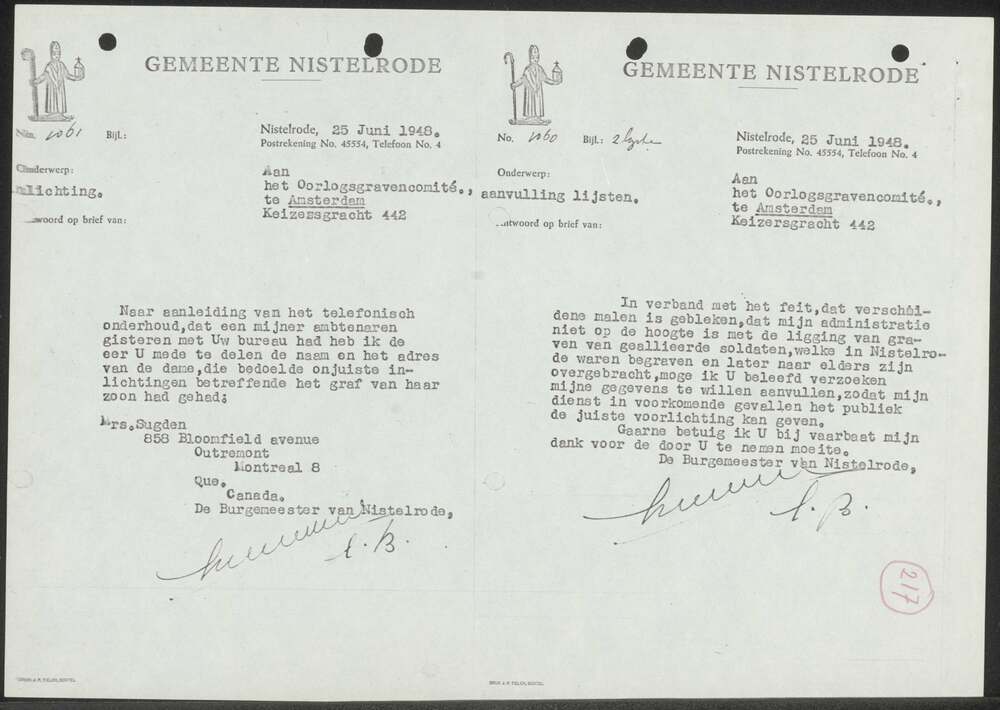 GEMEENTE NISTELRODE
No. 1061 Bijl.:
Nistelrode, 25 Juni 1948.
Postrekening No. 45554, Telefoon No. 4
Onderwerp:
lichting.
woord op brief van:
Aan
het Oorlogsgravencomité.,
te Amsterdam
Keizersgracht 442
Naar aanleiding van het telefonisch
onderhoud,dat een mijner ambtenaren
gisteren met Uw bureau had heb ik de
eer U mede te delen de naam en het adres
van de dame,die bedoelde onjuiste in-
lichtingen betreffende het graf van haar
zoon had gehad;
Mrs.Sugden
858 Bloomfield avenue
Outremont
Montreal 8
Que.
Canada.
De Burgemeester van Nistelrode,
l.B.
DRUK J.R. TIELEN, BOXTEL
GEMEENTE NISTELRODE
No. 1060 Bijl.: 2
Nistelrode, 25 Juni 1948.
Postrekening No. 45554, Telefoon No. 4
Onderwerp:
aanvulling lijsten.
Antwoord op brief van:
Aan
het Oorlogsgravencomité.,
te Amsterdam
Keizersgracht 442
In verband met het feit,dat verschei-
dene malen is gebleken,dat mijn administratie
niet op de hoogte is met de ligging van gra-
ven van geallieerde soldaten,welke in Nistelro-
de waren begraven en later naar elders zijn
overgebracht,moge ik U beleefd verzoeken
mijne gegevens te willen aanvullen,zodat mijn
dienst in voorkomende gevallen het publiek
de juiste voorlichting kan geven.
Gaarne betuig ik U bij vaarbaat mijn
dank voor de door U te nemen moeite.
De Burgemeester van Nistelrode,
l.B.
217
DRUK J.R. TIELEN, BOXTEL